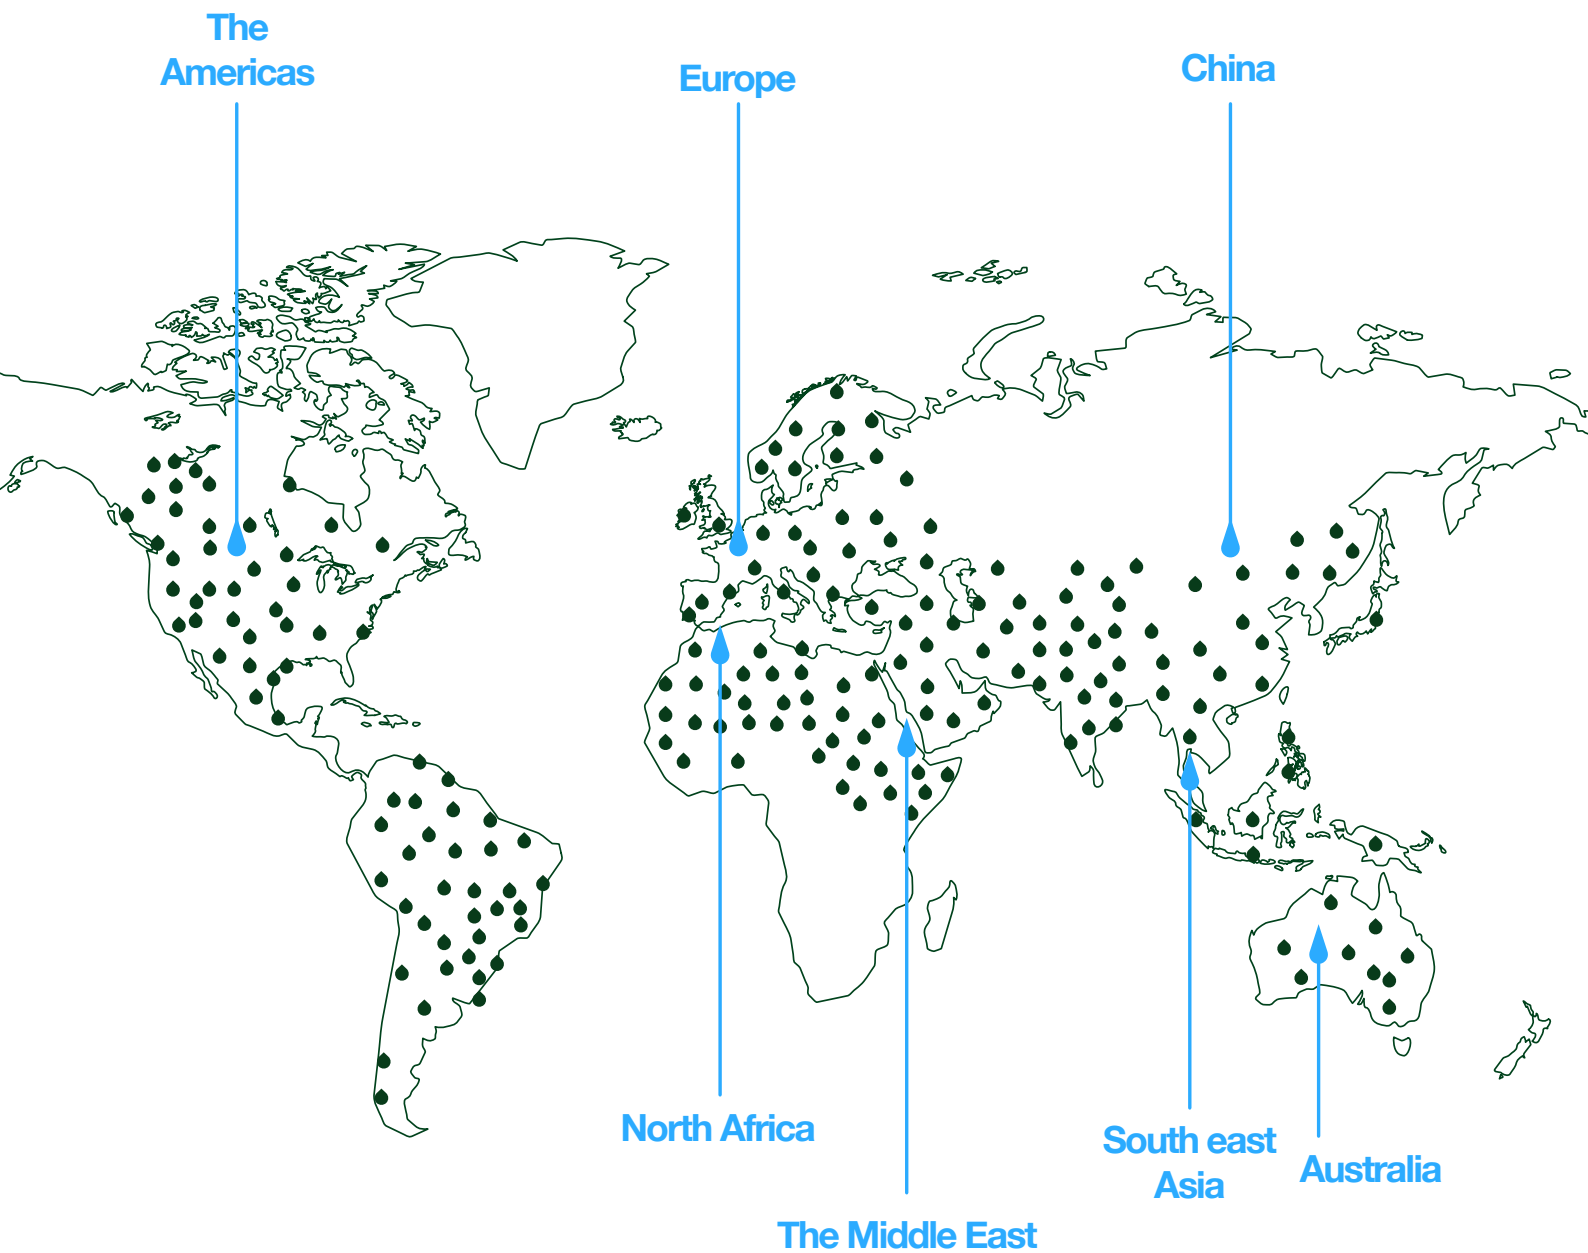 The
Americas
Europe
China
North Africa
South east
Asia
Australia
The Middle East